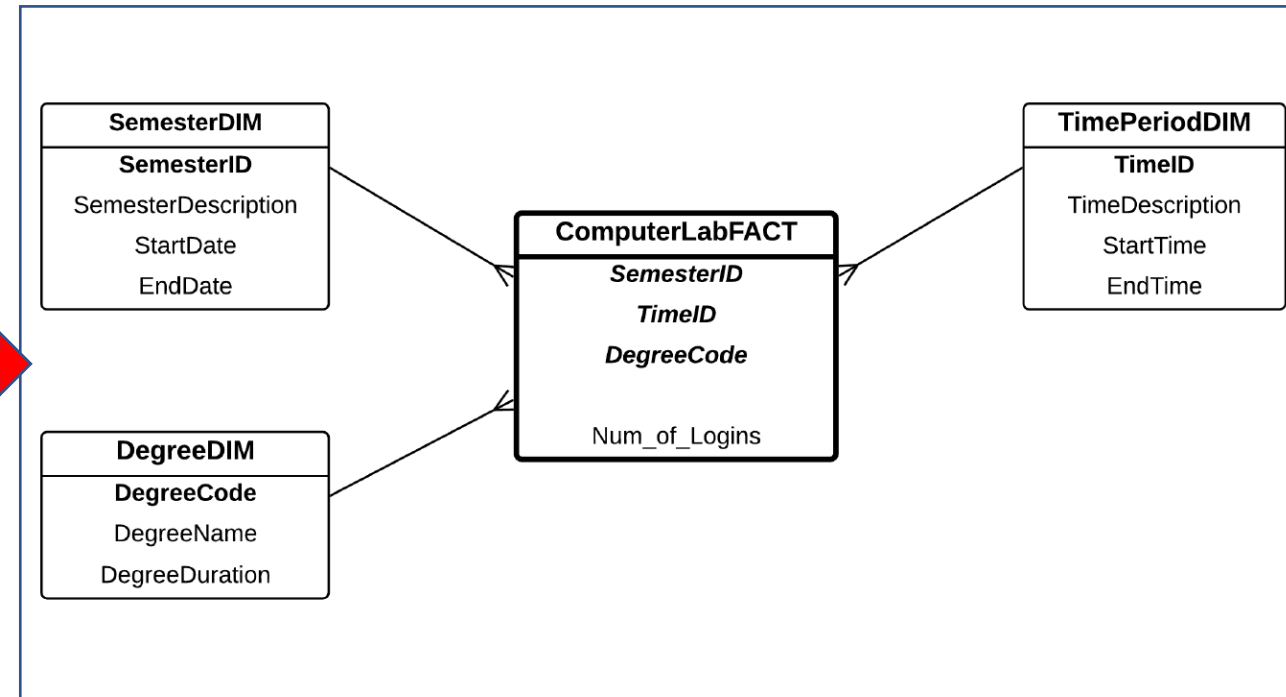 SemesterDIM
SemesterID
SemesterDescription
StartDate
EndDate
TimePeriodDIM
TimeID
TimeDescription
StartTime
EndTime
ComputerLabFACT
SemesterID
TimeID
DegreeCode
Num_of_Logins
DegreeDIM
DegreeCode
DegreeName
DegreeDuration